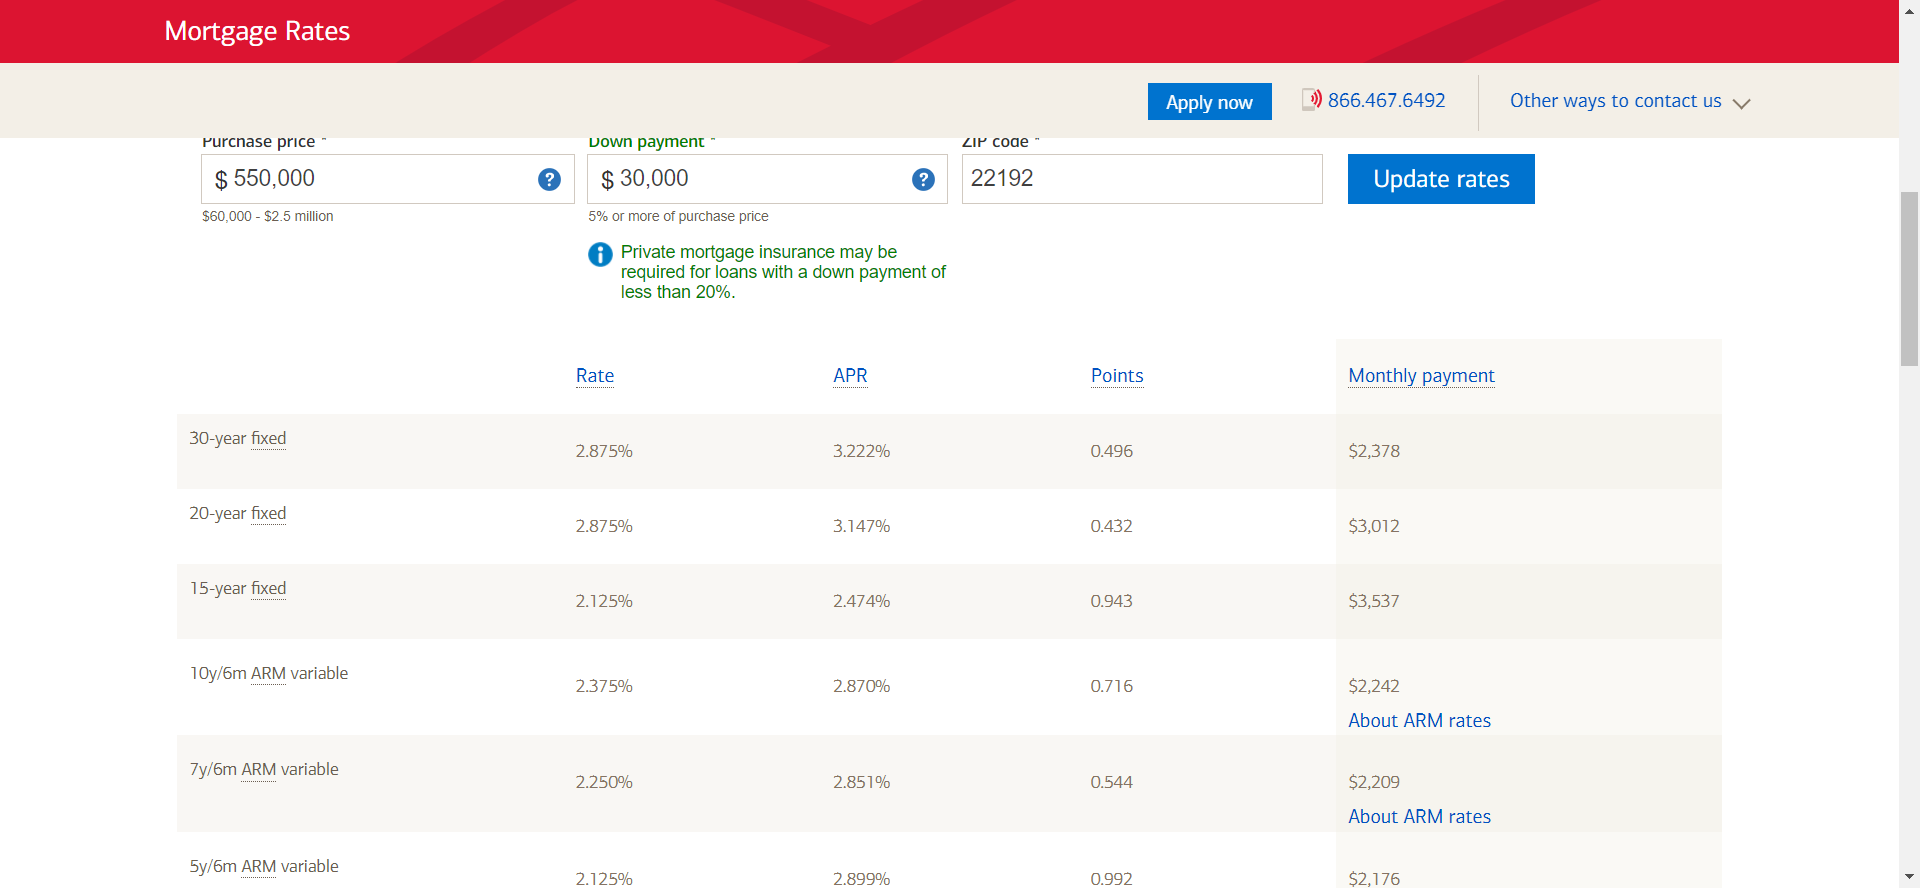 Mortgage Rates
Apply now 866.467.6492 Other ways to contact us
Purchase price * Down payment * ZIP code *
$ 550,000 ? $ 30,000 ? 22192 Update rates
$60,000 - $2.5 million 5% or more of purchase price
Private mortgage insurance may be
required for loans with a down payment of
less than 20%.
Rate APR Points Monthly payment
30-year fixed 2.875% 3.222% 0.496 $2,378
20-year fixed 2.875% 3.147% 0.432 $3,012
15-year fixed 2.125% 2.474% 0.943 $3,537
10y/6m ARM variable 2.375% 2.870% 0.716 $2,242
About ARM rates
7y/6m ARM variable 2.250% 2.851% 0.544 $2,209
About ARM rates
5y/6m ARM variable 2.125% 2.899% 0.992 $2,176